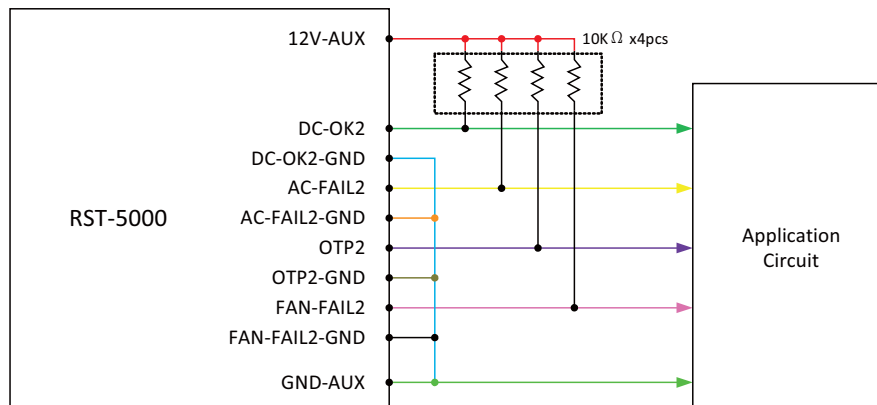 12V-AUX
10KΩ x4pcs
DC-OK2
DC-OK2-GND
AC-FAIL2
RST-5000
AC-FAIL2-GND
OTP2
Application
Circuit
OTP2-GND
FAN-FAIL2
FAN-FAIL2-GND
GND-AUX